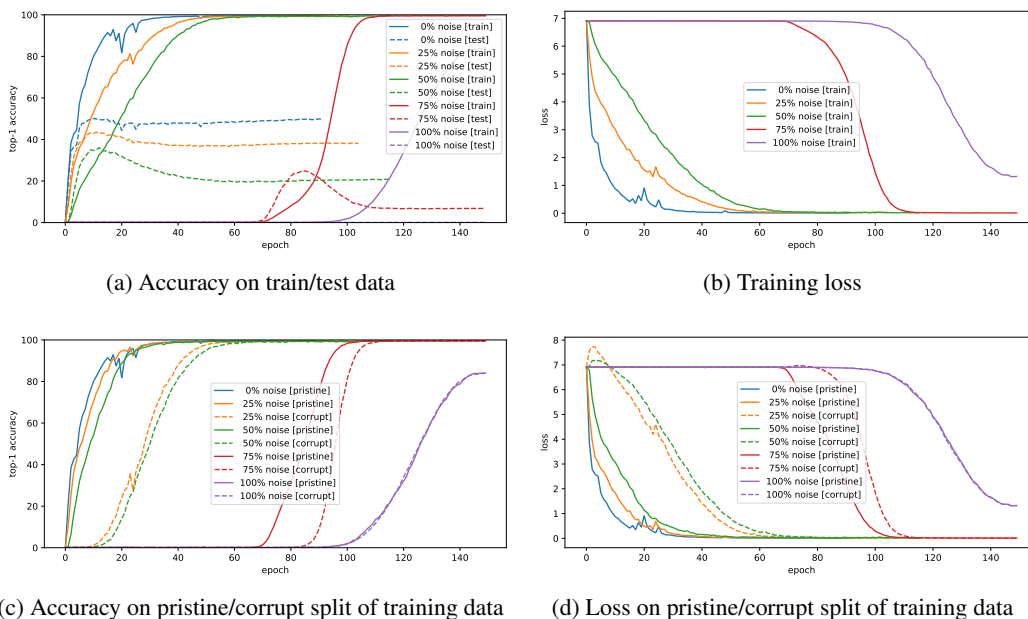 100
80
60
40
20
0
top-1 accuracy
0% noise [train]
0% noise [test]
25% noise [train]
25% noise [test]
50% noise [train]
50% noise [test]
75% noise [train]
75% noise [test]
100% noise [train]
100% noise [test]
0 20 40 60 80 100 120 140
epoch
(a) Accuracy on train/test data
7
6
5
4
3
2
1
0
loss
0% noise [train]
25% noise [train]
50% noise [train]
75% noise [train]
100% noise [train]
0 20 40 60 80 100 120 140
epoch
(b) Training loss
100
80
60
40
20
0
top-1 accuracy
0% noise [pristine]
25% noise [pristine]
25% noise [corrupt]
50% noise [pristine]
50% noise [corrupt]
75% noise [pristine]
75% noise [corrupt]
100% noise [pristine]
100% noise [corrupt]
0 20 40 60 80 100 120 140
epoch
(c) Accuracy on pristine/corrupt split of training data
8
7
6
5
4
3
2
1
0
loss
0% noise [pristine]
25% noise [pristine]
25% noise [corrupt]
50% noise [pristine]
50% noise [corrupt]
75% noise [pristine]
75% noise [corrupt]
100% noise [pristine]
100% noise [corrupt]
0 20 40 60 80 100 120 140
epoch
(d) Loss on pristine/corrupt split of training data